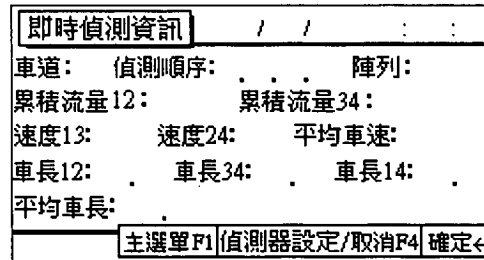 即時偵測資訊 / / : :
車道: 偵測順序: . . . 陣列:
累積流量12: 累積流量34:
速度13: 速度24: 平均車速:
車長12: . 車長34: . 車長14: .
平均車長: .
主選單F1 偵測器設定/取消F4 確定←